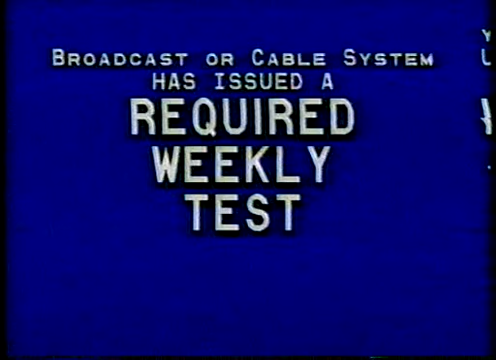 BROADCAST OR CABLE SYSTEM
HAS ISSUED A
REQUIRED
WEEKLY
TEST